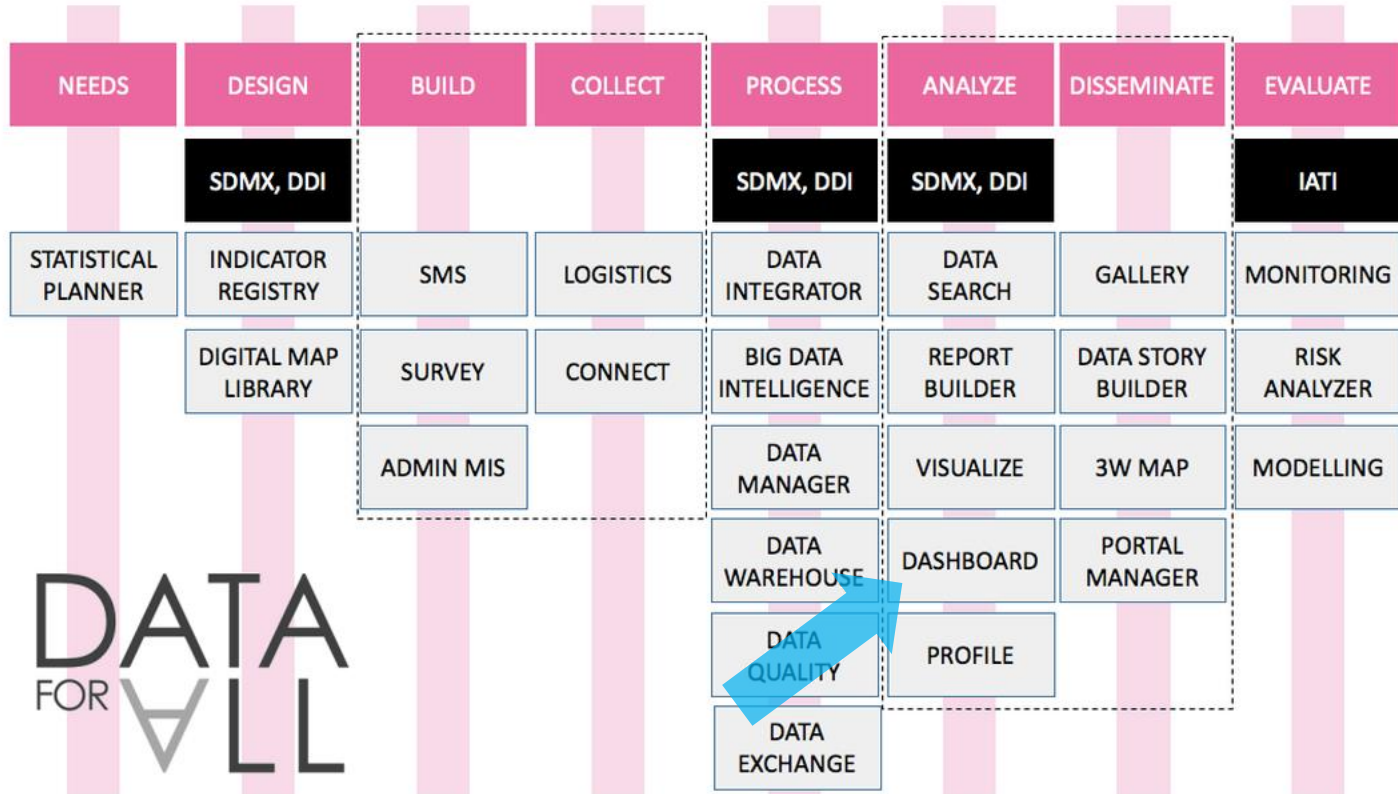 NEEDS
DESIGN
BUILD
COLLECT
PROCESS
ANALYZE
DISSEMINATE
EVALUATE
SDMX, DDI
SDMX, DDI
SDMX, DDI
IATI
STATISTICAL
PLANNER
INDICATOR
REGISTRY
SMS
LOGISTICS
DATA
INTEGRATOR
DATA
SEARCH
GALLERY
MONITORING
DIGITAL MAP
LIBRARY
SURVEY
CONNECT
BIG DATA
INTELLIGENCE
REPORT
BUILDER
DATA STORY
BUILDER
RISK
ANALYZER
ADMIN MIS
DATA
MANAGER
VISUALIZE
3W MAP
MODELLING
DATA
WAREHOUSE
DASHBOARD
PORTAL
MANAGER
DATA
QUALITY
PROFILE
DATA
EXCHANGE
DATA
FOR ALL